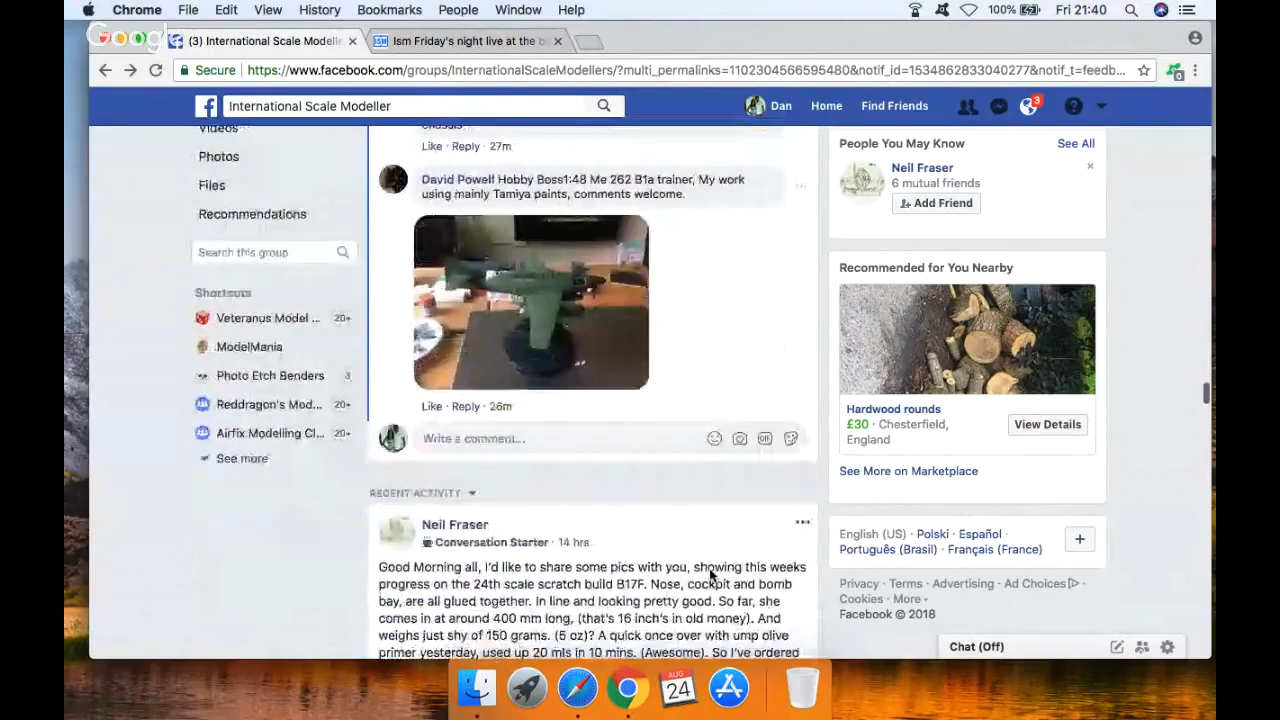 Chrome File Edit View History Bookmarks People Window Help 100% Fri 21:40
Google
(3) International Scale Modelle
Ism Friday's night live at the b
Secure https://www.facebook.com/groups/InternationalScaleModellers/?multi_permalinks=1102304566595480&notif_id=1534862833040277&notif_t=feedb...
International Scale Modeller
Dan Home Find Friends 3
Videos
Photos
Files
Recommendations
Search this group
Shortcuts
Veteranus Model ... 20+
ModelMania
Photo Etch Benders 3
Reddragon's Mod... 20+
Airfix Modelling Cl... 20+
See more
chassis
Like · Reply · 27m
David Powell Hobby Boss1:48 Me 262 B1a trainer, My work
using mainly Tamiya paints, comments welcome.
Like · Reply · 26m
Write a comment...
GIF
RECENT ACTIVITY
Neil Fraser
Conversation Starter · 14 hrs
Good Morning all, I'd like to share some pics with you, showing this weeks
progress on the 24th scale scratch build B17F. Nose, cockpit and bomb
bay, are all glued together. In line and looking pretty good. So far, she
comes in at around 400 mm long, (that's 16 inch's in old money). And
weighs just shy of 150 grams. (5 oz)? A quick once over with ump olive
primer yesterday, used up 20 mls in 10 mins. (Awesome). So I've ordered
People You May Know See All
Neil Fraser
6 mutual friends
Add Friend
Recommended for You Nearby
Hardwood rounds
£30 · Chesterfield,
England
View Details
See More on Marketplace
English (US) · Polski · Español ·
Português (Brasil) · Français (France)
Privacy · Terms · Advertising · Ad Choices ·
Cookies · More
Facebook © 2018
Chat (Off)
AUG
24